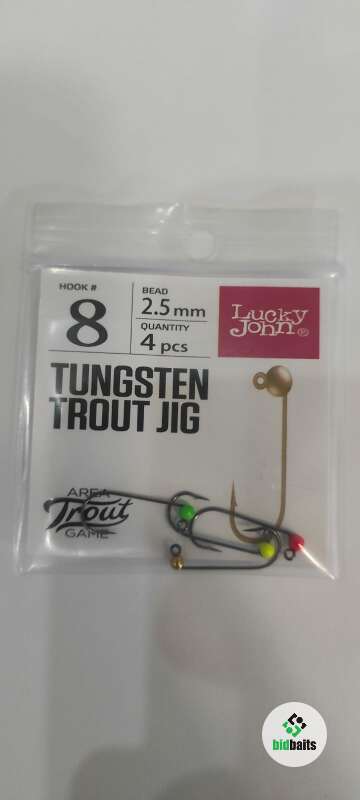 HOOK #
8
BEAD
2.5 mm
QUANTITY
4 pcs
Lucky
John®
TUNGSTEN
TROUT JIG
AREA
Trout
GAME
bidbaits